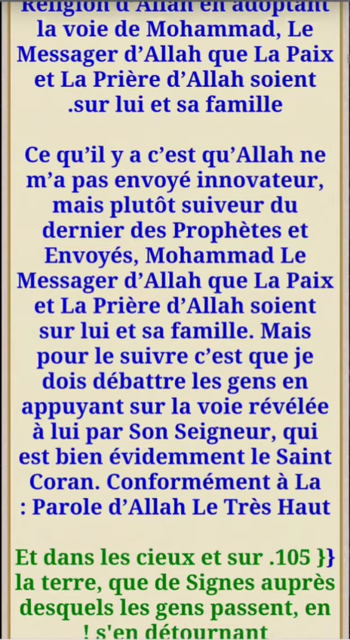 Religion d'Allah en adoptant
la voie de Mohammad, Le
Messager d’Allah que La Paix
et La Prière d’Allah soient
.sur lui et sa famille
Ce qu’il y a c’est qu’Allah ne
m’a pas envoyé innovateur,
mais plutôt suiveur du
dernier des Prophètes et
Envoyés, Mohammad Le
Messager d’Allah que La Paix
et La Prière d’Allah soient
sur lui et sa famille. Mais
pour le suivre c’est que je
dois débattre les gens en
appuyant sur la voie révélée
à lui par Son Seigneur, qui
est bien évidemment le Saint
Coran. Conformément à La
: Parole d’Allah Le Très Haut
Et dans les cieux et sur .105 }}
la terre, que de Signes auprès
desquels les gens passent, en
! s'en détournant